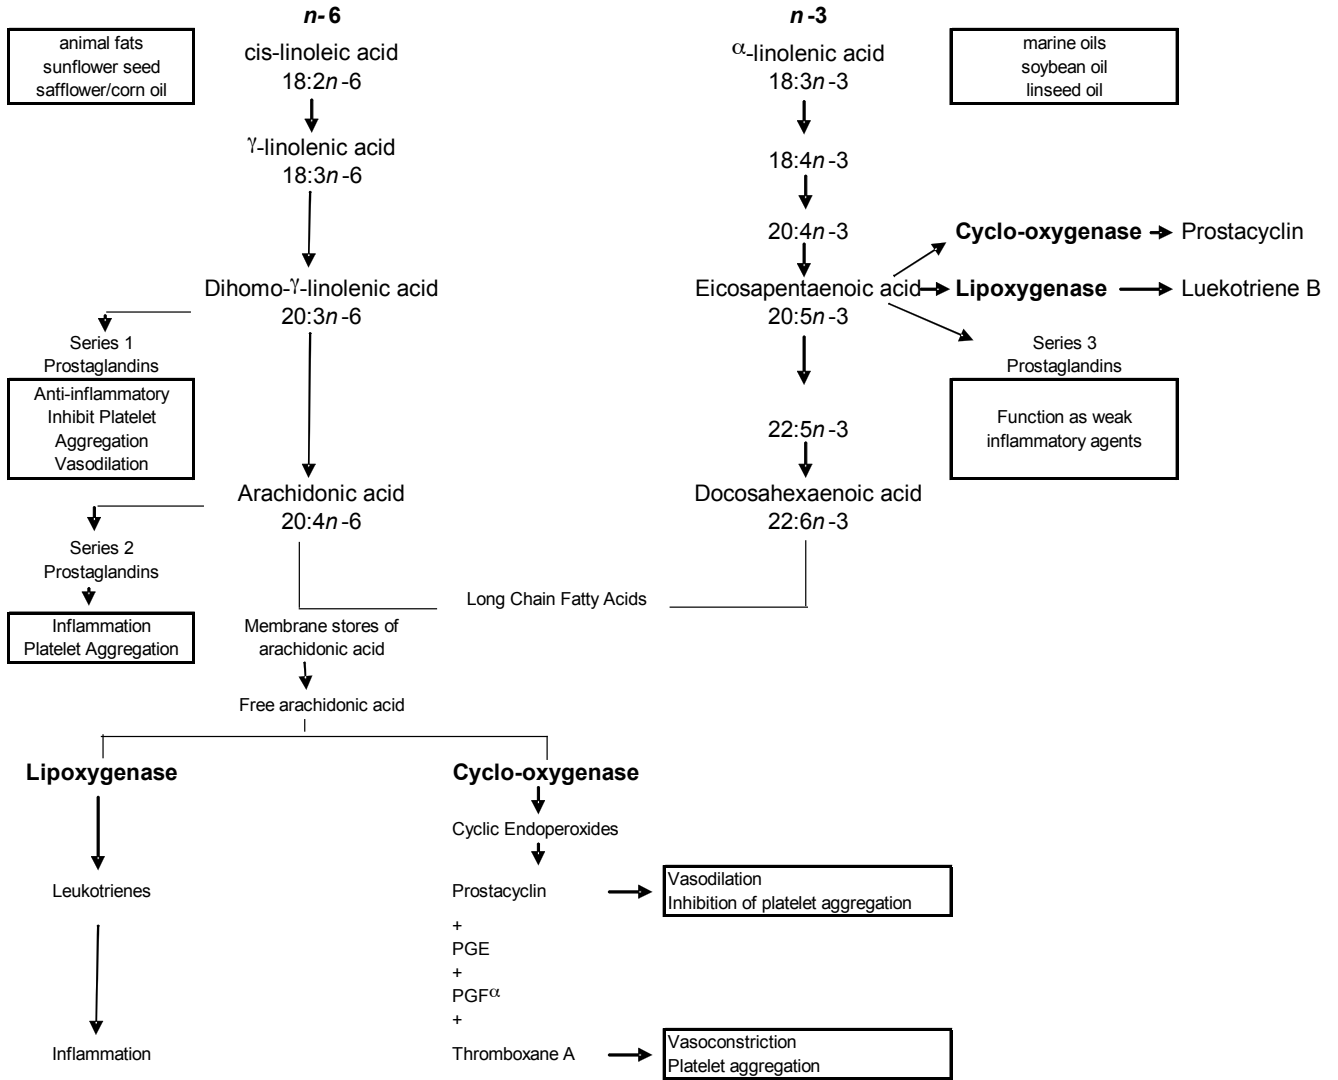 n-6
n-3
animal fats
sunflower seed
safflower/corn oil
cis-linoleic acid
18:2n-6
α-linolenic acid
18:3n-3
marine oils
soybean oil
linseed oil
γ-linolenic acid
18:3n-6
18:4n-3
20:4n-3
Cyclo-oxygenase
Prostacyclin
Dihomo-γ-linolenic acid
20:3n-6
Eicosapentaenoic acid
20:5n-3
Lipoxygenase
Luekotriene B
Series 1
Prostaglandins
Series 3
Prostaglandins
Anti-inflammatory
Inhibit Platelet
Aggregation
Vasodilation
Function as weak
inflammatory agents
22:5n-3
Arachidonic acid
20:4n-6
Docosahexaenoic acid
22:6n-3
Series 2
Prostaglandins
Long Chain Fatty Acids
Inflammation
Platelet Aggregation
Membrane stores of
arachidonic acid
Free arachidonic acid
Lipoxygenase
Cyclo-oxygenase
Cyclic Endoperoxides
Leukotrienes
Prostacyclin
Vasodilation
Inhibition of platelet aggregation
+
PGE
+
PGFα
+
Inflammation
Thromboxane A
Vasoconstriction
Platelet aggregation